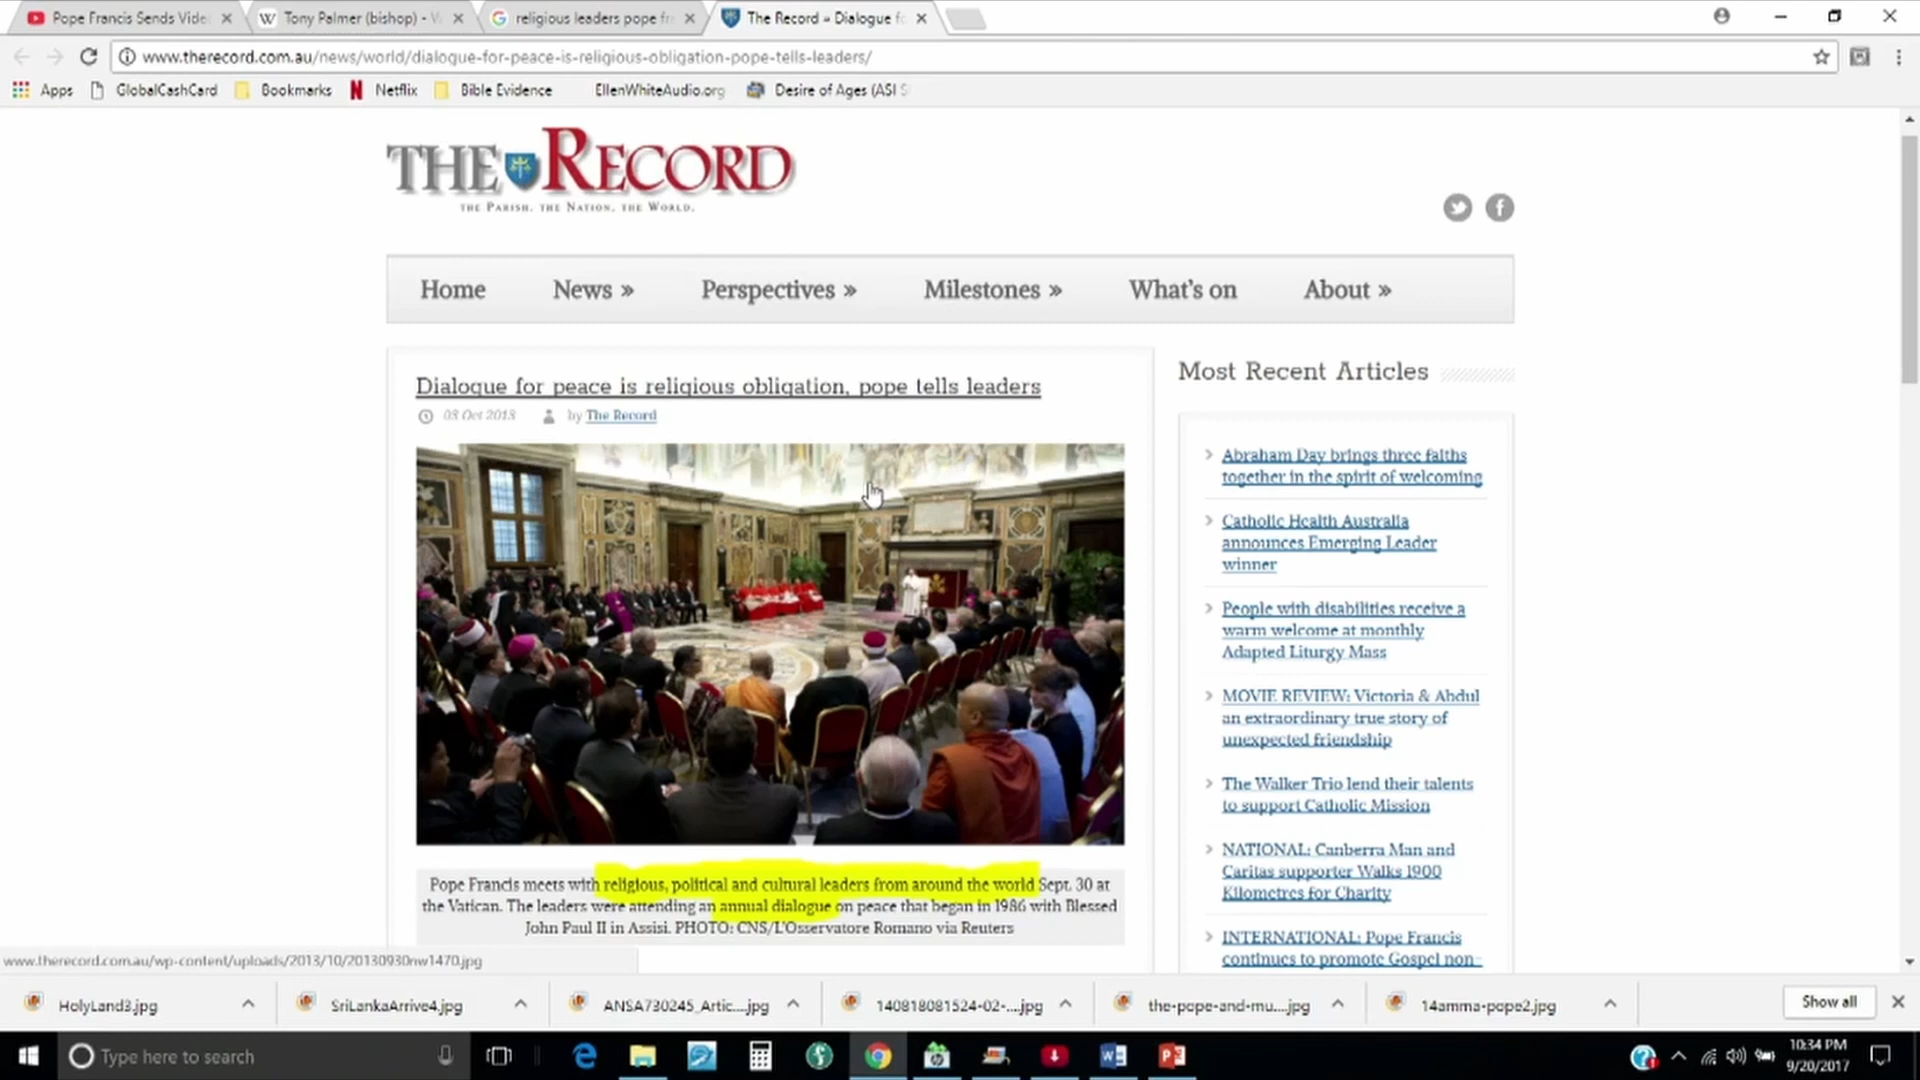 Pope Francis Sends Vide
Tony Palmer (bishop) -
religious leaders pope fr
The Record » Dialogue fo
www.therecord.com.au/news/world/dialogue-for-peace-is-religious-obligation-pope-tells-leaders/
Apps
GlobalCashCard
Bookmarks
Netflix
Bible Evidence
EllenWhiteAudio.org
Desire of Ages (ASI S
THE RECORD
THE PARISH. THE NATION. THE WORLD.
Home
News »
Perspectives »
Milestones »
What's on
About »
Dialogue for peace is religious obligation, pope tells leaders
03 Oct 2013
by The Record
Pope Francis meets with religious, political and cultural leaders from around the world Sept. 30 at
the Vatican. The leaders were attending an annual dialogue on peace that began in 1986 with Blessed
John Paul II in Assisi. PHOTO: CNS/L'Osservatore Romano via Reuters
Most Recent Articles
Abraham Day brings three faiths
together in the spirit of welcoming
Catholic Health Australia
announces Emerging Leader
winner
People with disabilities receive a
warm welcome at monthly
Adapted Liturgy Mass
MOVIE REVIEW: Victoria & Abdul
an extraordinary true story of
unexpected friendship
The Walker Trio lend their talents
to support Catholic Mission
NATIONAL: Canberra Man and
Caritas supporter Walks 1900
Kilometres for Charity
INTERNATIONAL: Pope Francis
continues to promote Gospel non-
www.therecord.com.au/wp-content/uploads/2013/10/20130930nw1470.jpg
HolyLand3.jpg
SriLankaArrive4.jpg
ANSA730245_Artic....jpg
140818081524-02-....jpg
the-pope-and-mu....jpg
14amma-pope2.jpg
Show all
Type here to search
10:34 PM
9/20/2017